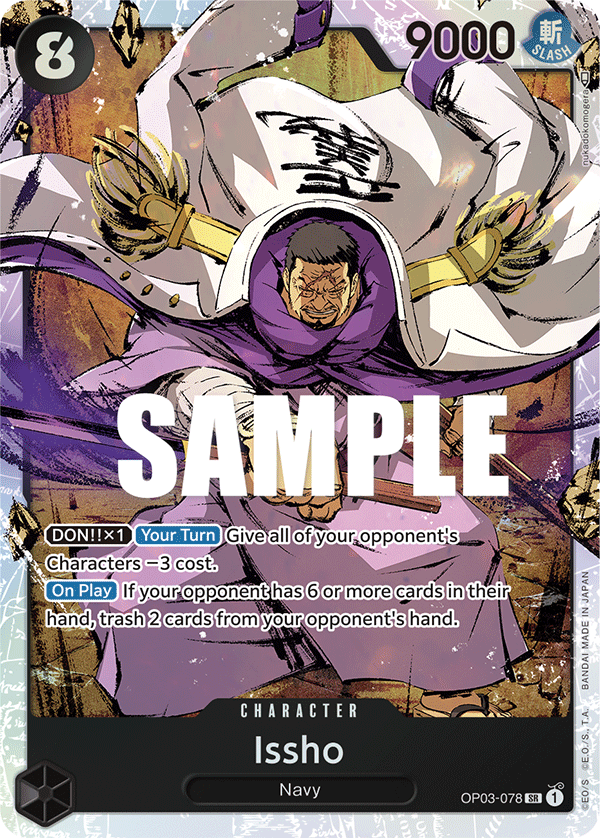 8
9000
斬
SLASH
nukadokomogera
SAMPLE
DON!!×1 Your Turn Give all of your opponent's
Characters −3 cost.
On Play If your opponent has 6 or more cards in their
hand, trash 2 cards from your opponent's hand.
CHARACTER
Issho
Navy
OP03-078 SR 1
©E.O/S ©E.O./S., T.A. BANDAI MADE IN JAPAN